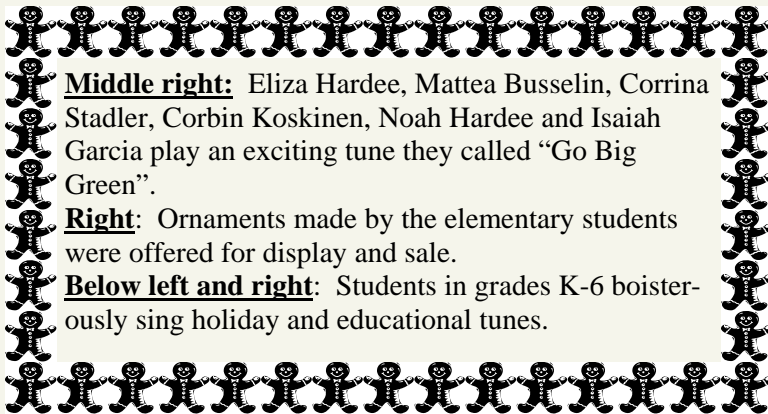 Middle right:  Eliza Hardee, Mattea Busselin, Corrina
Stadler, Corbin Koskinen, Noah Hardee and Isaiah
Garcia play an exciting tune they called “Go Big
Green”.
Right:  Ornaments made by the elementary students
were offered for display and sale.
Below left and right:  Students in grades K-6 boister-
ously sing holiday and educational tunes.